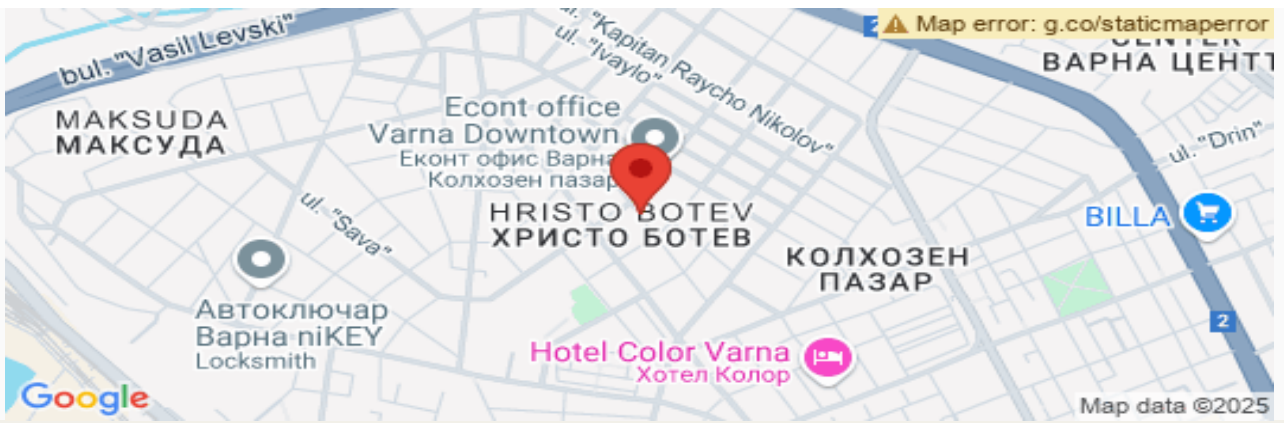 Map error: g.co/staticmaperror
ВАРНА ЦЕНТ
bul. "Vasil Levski"
ul. "Kapitan Raycho Nikolov"
ul. "Ivaylo"
2
MAKSUDA
МАКСУДА
Econt office
Varna Downtown
Еконт офис Варна
Колхозен пазар
ul. "Drin"
HRISTO BOTEV
ХРИСТО БОТЕВ
BILLA
ul. "Sava"
КОЛХОЗЕН
ПАЗАР
Автоключар
Варна niKEY
Locksmith
2
Hotel Color Varna
Хотел Колор
Google
Map data ©2025